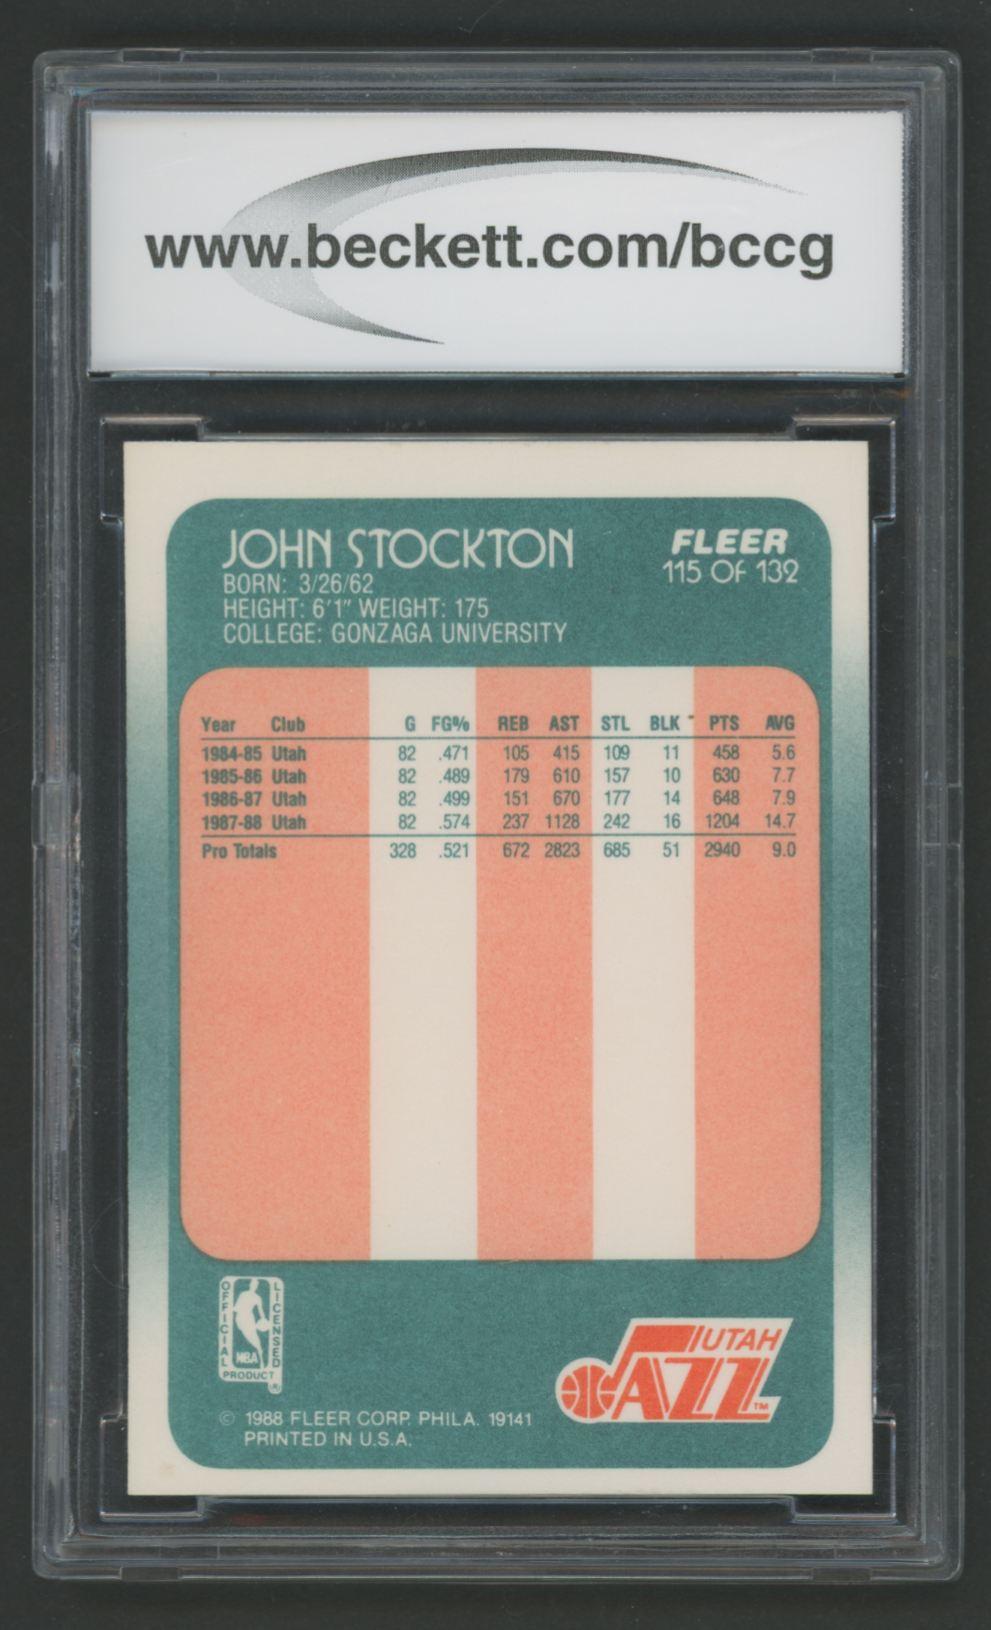 www.beckett.com/bccg
JOHN STOCKTON
BORN: 3/26/62
HEIGHT: 6'1" WEIGHT: 175
COLLEGE: GONZAGA UNIVERSITY
FLEER
115 OF 132
Year Club G FG% REB AST STL BLK PTS AVG
1984-85 Utah 82 .471 105 415 109 11 458 5.6
1985-86 Utah 82 .489 179 610 157 10 630 7.7
1986-87 Utah 82 .499 151 670 177 14 648 7.9
1987-88 Utah 82 .574 237 1128 242 16 1204 14.7
Pro Totals 328 .521 672 2823 685 51 2940 9.0
OFFICIAL
LICENSED
NBA
PRODUCT
®
UTAH
JAZZ
™
© 1988 FLEER CORP. PHILA. 19141
PRINTED IN U.S.A.